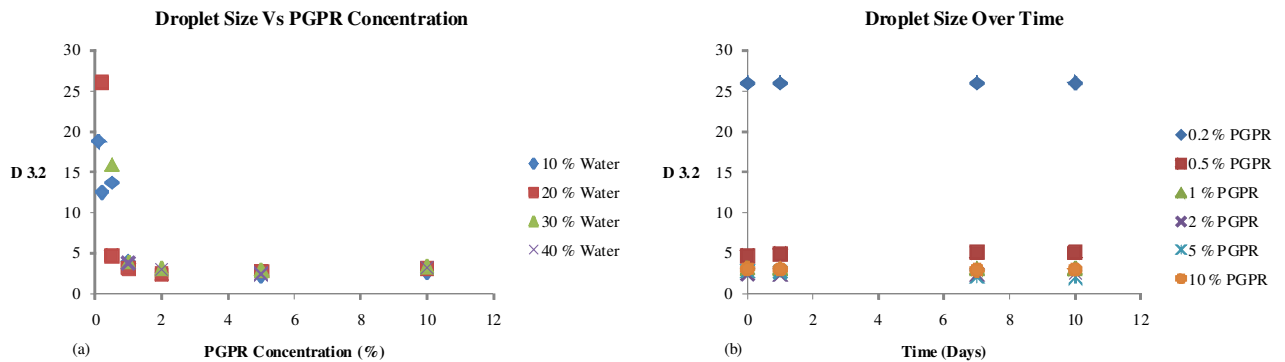 Droplet Size Vs PGPR Concentration
30
25
20
15
10
5
0
D 3.2
0 2 4 6 8 10 12
PGPR Concentration (%)
(a)
10 % Water
20 % Water
30 % Water
40 % Water
Droplet Size Over Time
30
25
20
15
10
5
0
D 3.2
0 2 4 6 8 10 12
Time (Days)
(b)
0.2 % PGPR
0.5 % PGPR
1 % PGPR
2 % PGPR
5 % PGPR
10 % PGPR